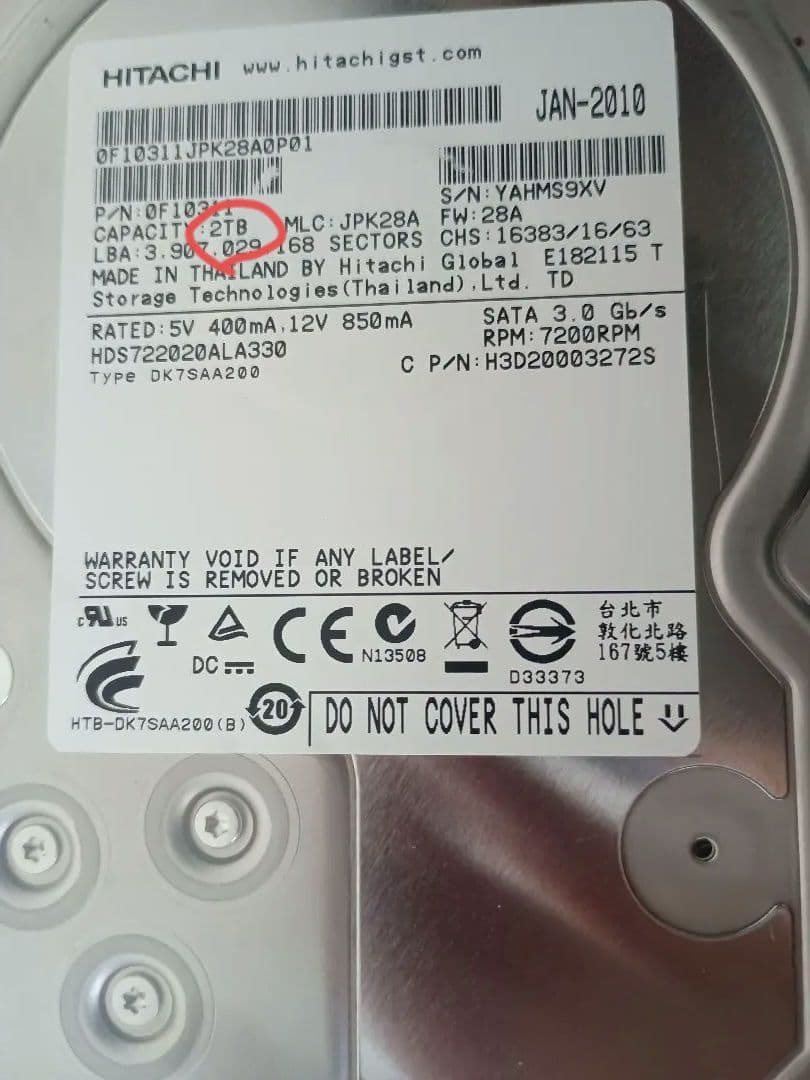 HITACHI www.hitachigst.com
JAN-2010
0F10311JPK28A0P01
P/N:0F10311
S/N:YAHMS9XV
CAPACITY:2TB MLC:JPK28A FW:28A
LBA:3.907.029.168 SECTORS CHS:16383/16/63
MADE IN THAILAND BY Hitachi Global E182115 T
Storage Technologies(Thailand),Ltd. TD
RATED:5V 400mA,12V 850mA SATA 3.0 Gb/s
RPM:7200RPM
HDS722020ALA330
Type DK7SAA200 C P/N:H3D20003272S
WARRANTY VOID IF ANY LABEL/
SCREW IS REMOVED OR BROKEN
c RU US
DC
CE
N13508
D33373
台北市
敦化北路
167號5樓
HTB-DK7SAA200(B)
20
DO NOT COVER THIS HOLE